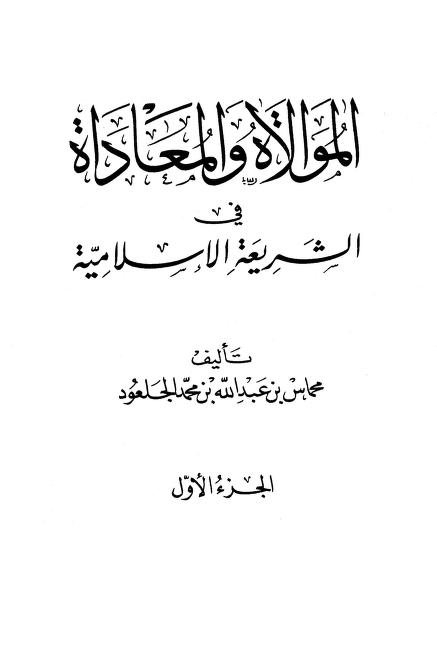 الموالاة والمعاداة
في
الشريعة الإسلامية
تأليف
محماس بن عبد الله بن محمد الجلعود
الجزء الأول